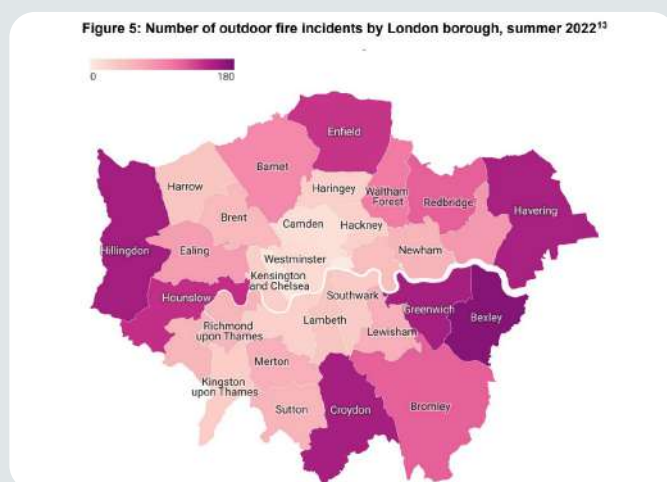 Figure 5: Number of outdoor fire incidents by London borough, summer 2022¹³
0 180
Enfield
Barnet
Harrow
Haringey
Waltham
Forest
Redbridge
Havering
Brent
Camden
Hackney
Hillingdon
Ealing
Newham
Westminster
Kensington
and Chelsea
Hounslow
Southwark
Greenwich
Bexley
Richmond
upon Thames
Lambeth
Lewisham
Merton
Kingston
upon Thames
Sutton
Croydon
Bromley